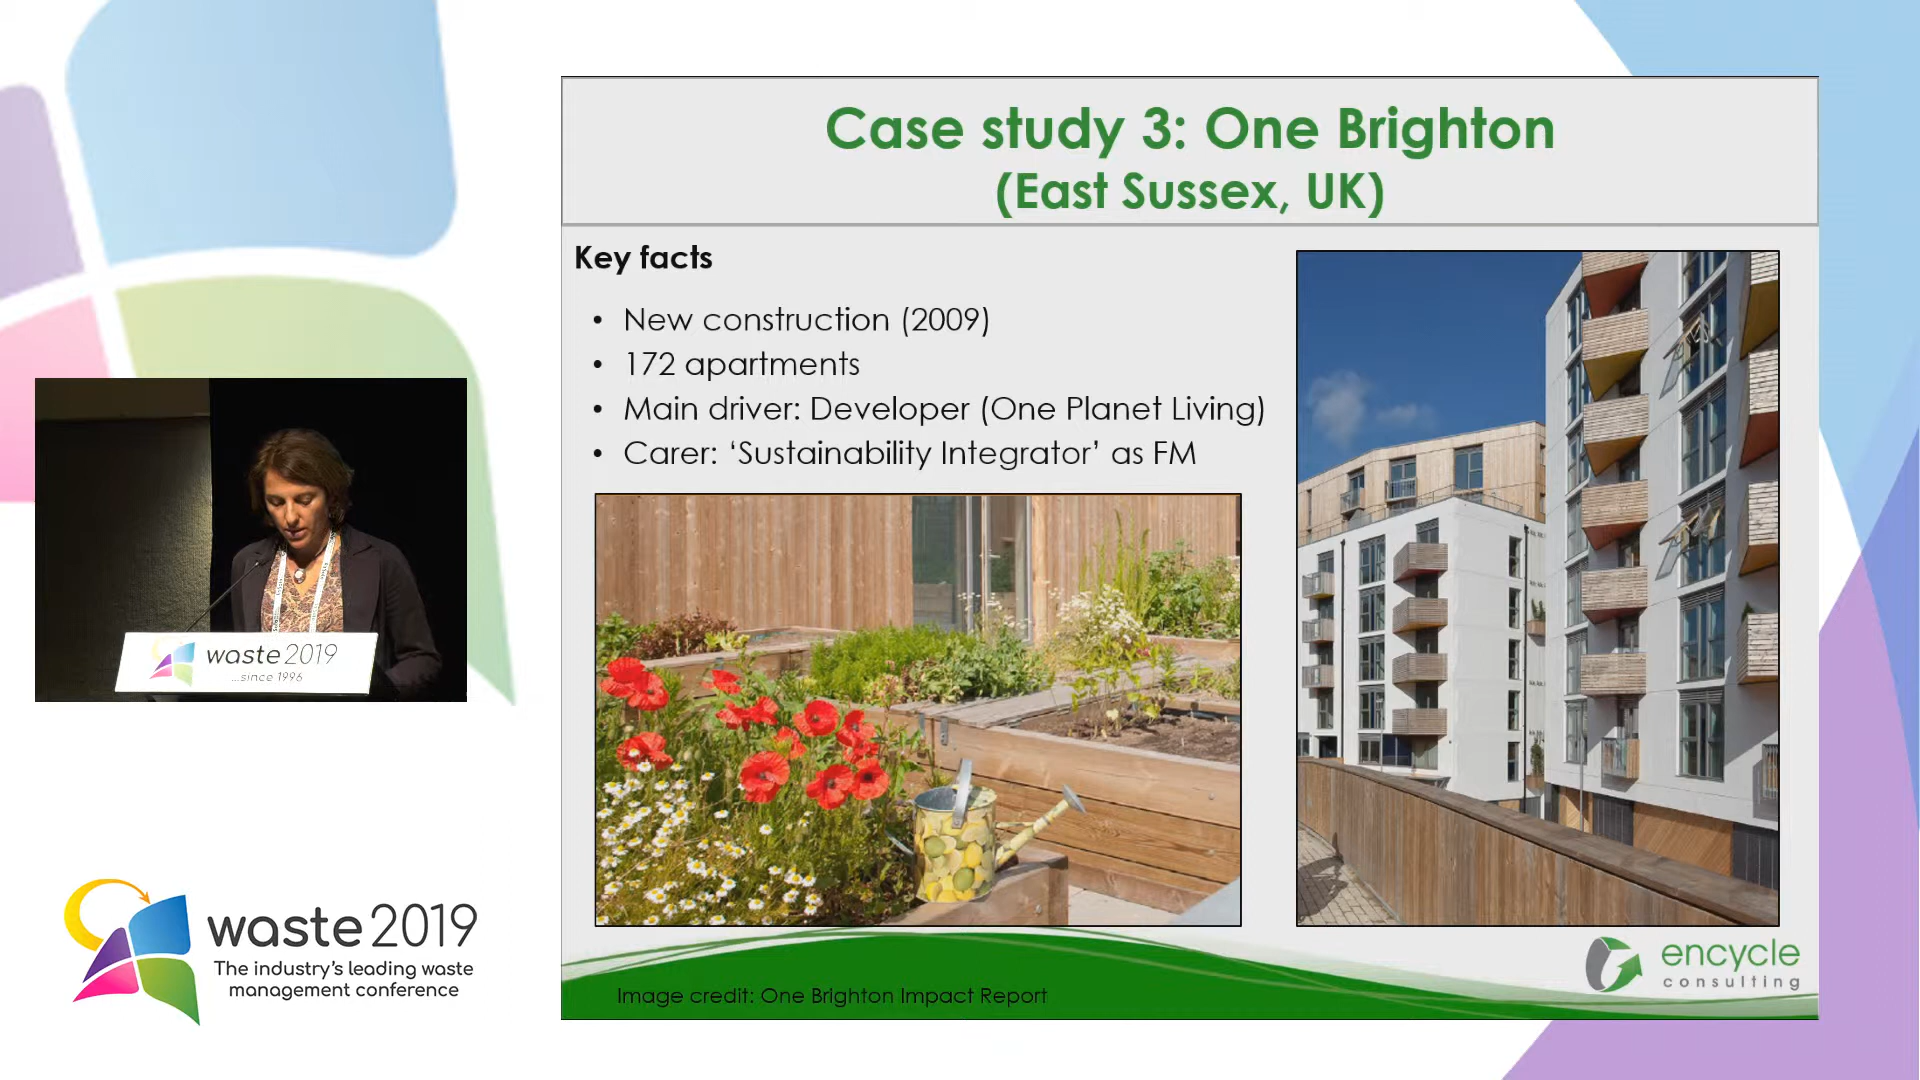 Case study 3: One Brighton
(East Sussex, UK)
Key facts
• New construction (2009)
• 172 apartments
• Main driver: Developer (One Planet Living)
• Carer: ‘Sustainability Integrator’ as FM
waste 2019
...since 1996
waste 2019
The industry's leading waste
management conference
Image credit: One Brighton Impact Report
encycle
consulting